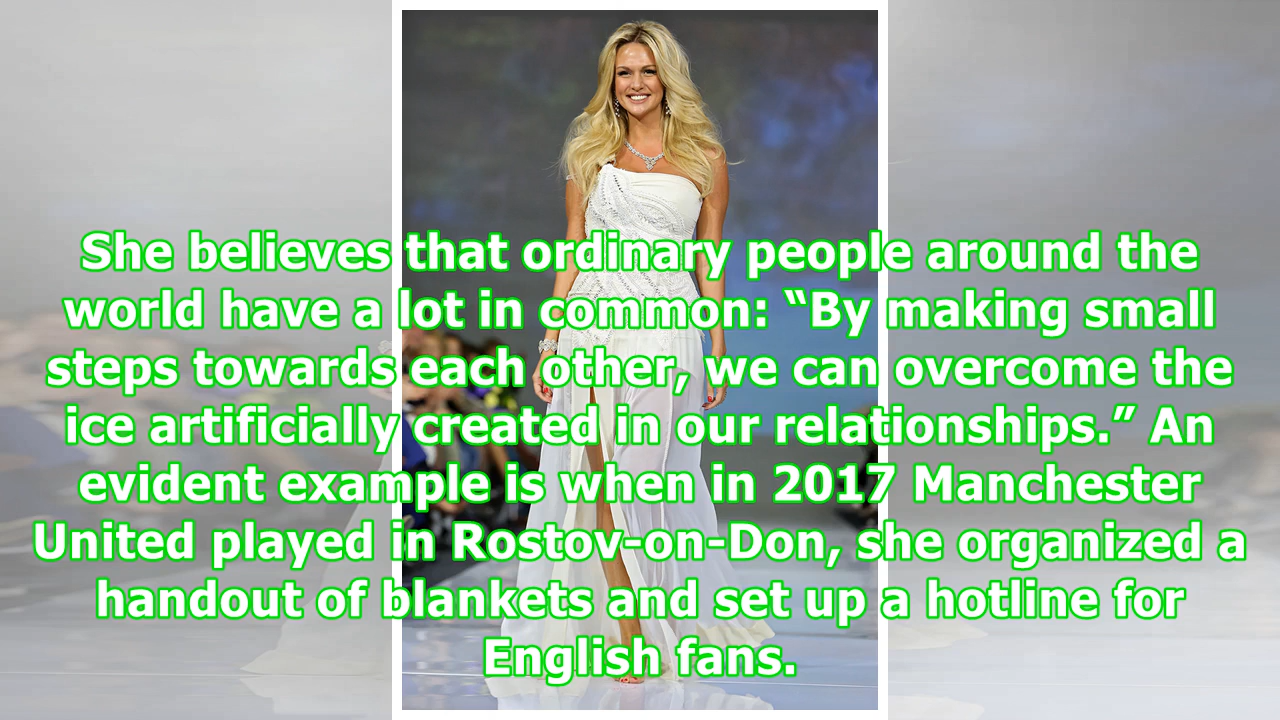 She believes that ordinary people around the
world have a lot in common: “By making small
steps towards each other, we can overcome the
ice artificially created in our relationships.” An
evident example is when in 2017 Manchester
United played in Rostov-on-Don, she organized a
handout of blankets and set up a hotline for
English fans.